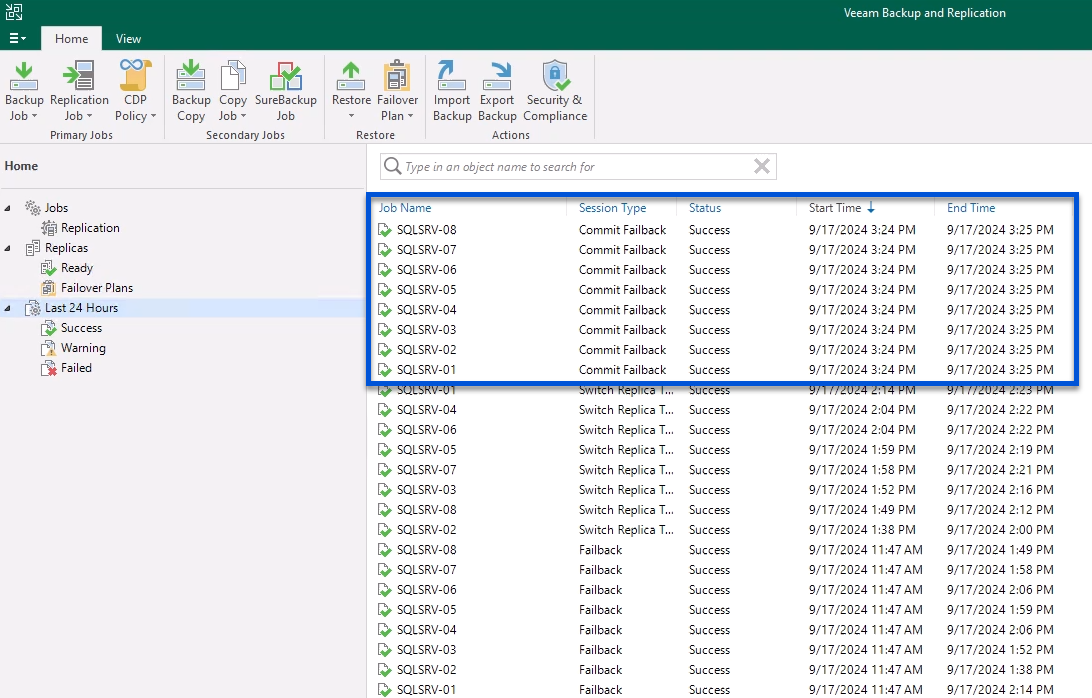 Veeam Backup and Replication
Home View
Backup Job Replication Job CDP Policy Backup Copy Copy Job SureBackup Job Restore Failover Plan Import Backup Export Backup Security & Compliance
Primary Jobs Secondary Jobs Restore Actions
Home
Type in an object name to search for
Jobs
Replication
Replicas
Ready
Failover Plans
Last 24 Hours
Success
Warning
Failed
Job Name Session Type Status Start Time End Time
SQLSRV-08 Commit Failback Success 9/17/2024 3:24 PM 9/17/2024 3:25 PM
SQLSRV-07 Commit Failback Success 9/17/2024 3:24 PM 9/17/2024 3:25 PM
SQLSRV-06 Commit Failback Success 9/17/2024 3:24 PM 9/17/2024 3:25 PM
SQLSRV-05 Commit Failback Success 9/17/2024 3:24 PM 9/17/2024 3:25 PM
SQLSRV-04 Commit Failback Success 9/17/2024 3:24 PM 9/17/2024 3:25 PM
SQLSRV-03 Commit Failback Success 9/17/2024 3:24 PM 9/17/2024 3:25 PM
SQLSRV-02 Commit Failback Success 9/17/2024 3:24 PM 9/17/2024 3:25 PM
SQLSRV-01 Commit Failback Success 9/17/2024 3:24 PM 9/17/2024 3:25 PM
SQLSRV-01 Switch Replica T... Success 9/17/2024 2:14 PM 9/17/2024 2:23 PM
SQLSRV-04 Switch Replica T... Success 9/17/2024 2:04 PM 9/17/2024 2:22 PM
SQLSRV-06 Switch Replica T... Success 9/17/2024 2:04 PM 9/17/2024 2:22 PM
SQLSRV-05 Switch Replica T... Success 9/17/2024 1:59 PM 9/17/2024 2:19 PM
SQLSRV-07 Switch Replica T... Success 9/17/2024 1:58 PM 9/17/2024 2:21 PM
SQLSRV-03 Switch Replica T... Success 9/17/2024 1:52 PM 9/17/2024 2:16 PM
SQLSRV-08 Switch Replica T... Success 9/17/2024 1:49 PM 9/17/2024 2:12 PM
SQLSRV-02 Switch Replica T... Success 9/17/2024 1:38 PM 9/17/2024 2:00 PM
SQLSRV-08 Failback Success 9/17/2024 11:47 AM 9/17/2024 1:49 PM
SQLSRV-07 Failback Success 9/17/2024 11:47 AM 9/17/2024 1:58 PM
SQLSRV-06 Failback Success 9/17/2024 11:47 AM 9/17/2024 2:06 PM
SQLSRV-05 Failback Success 9/17/2024 11:47 AM 9/17/2024 1:59 PM
SQLSRV-04 Failback Success 9/17/2024 11:47 AM 9/17/2024 2:06 PM
SQLSRV-03 Failback Success 9/17/2024 11:47 AM 9/17/2024 1:52 PM
SQLSRV-02 Failback Success 9/17/2024 11:47 AM 9/17/2024 1:38 PM
SQLSRV-01 Failback Success 9/17/2024 11:47 AM 9/17/2024 2:14 PM